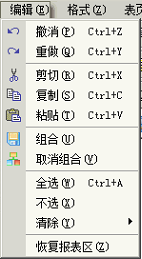 编辑(E) 格式(Z) 表页
撤消(P) Ctrl+Z
重做(Q) Ctrl+Y
剪切(R) Ctrl+X
复制(S) Ctrl+C
粘贴(T) Ctrl+V
组合(U)
取消组合(V)
全选(W) Ctrl+A
不选(X)
清除(Y)
恢复报表区(Z)